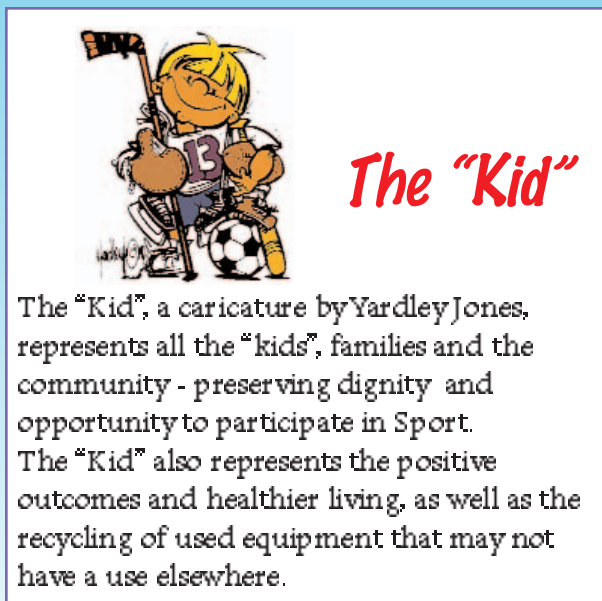 13
The “Kid”
The “Kid”, a caricature by Yardley Jones,
represents all the “kids”, families and the
community - preserving dignity and
opportunity to participate in Sport.
The “Kid” also represents the positive
outcomes and healthier living, as well as the
recycling of used equipment that may not
have a use elsewhere.